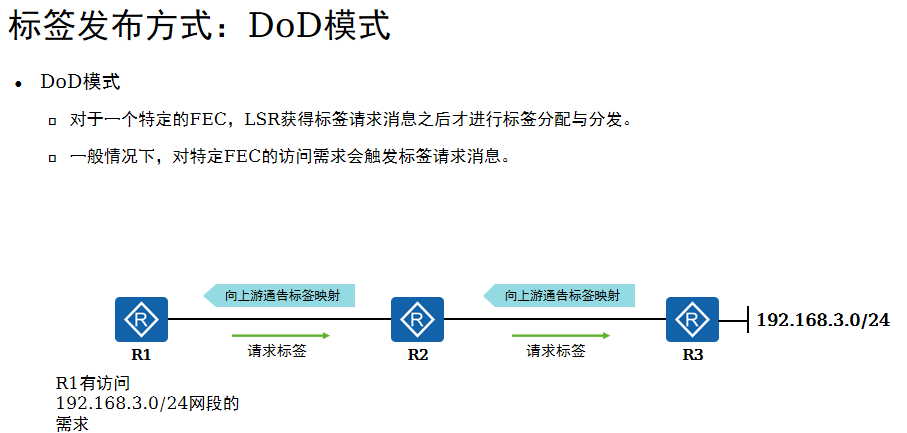 标签发布方式：DoD模式
• DoD模式
▫ 对于一个特定的FEC，LSR获得标签请求消息之后才进行标签分配与分发。
▫ 一般情况下，对特定FEC的访问需求会触发标签请求消息。
向上游通告标签映射
向上游通告标签映射
R
R
R
192.168.3.0/24
请求标签
请求标签
R1
R2
R3
R1有访问
192.168.3.0/24网段的
需求